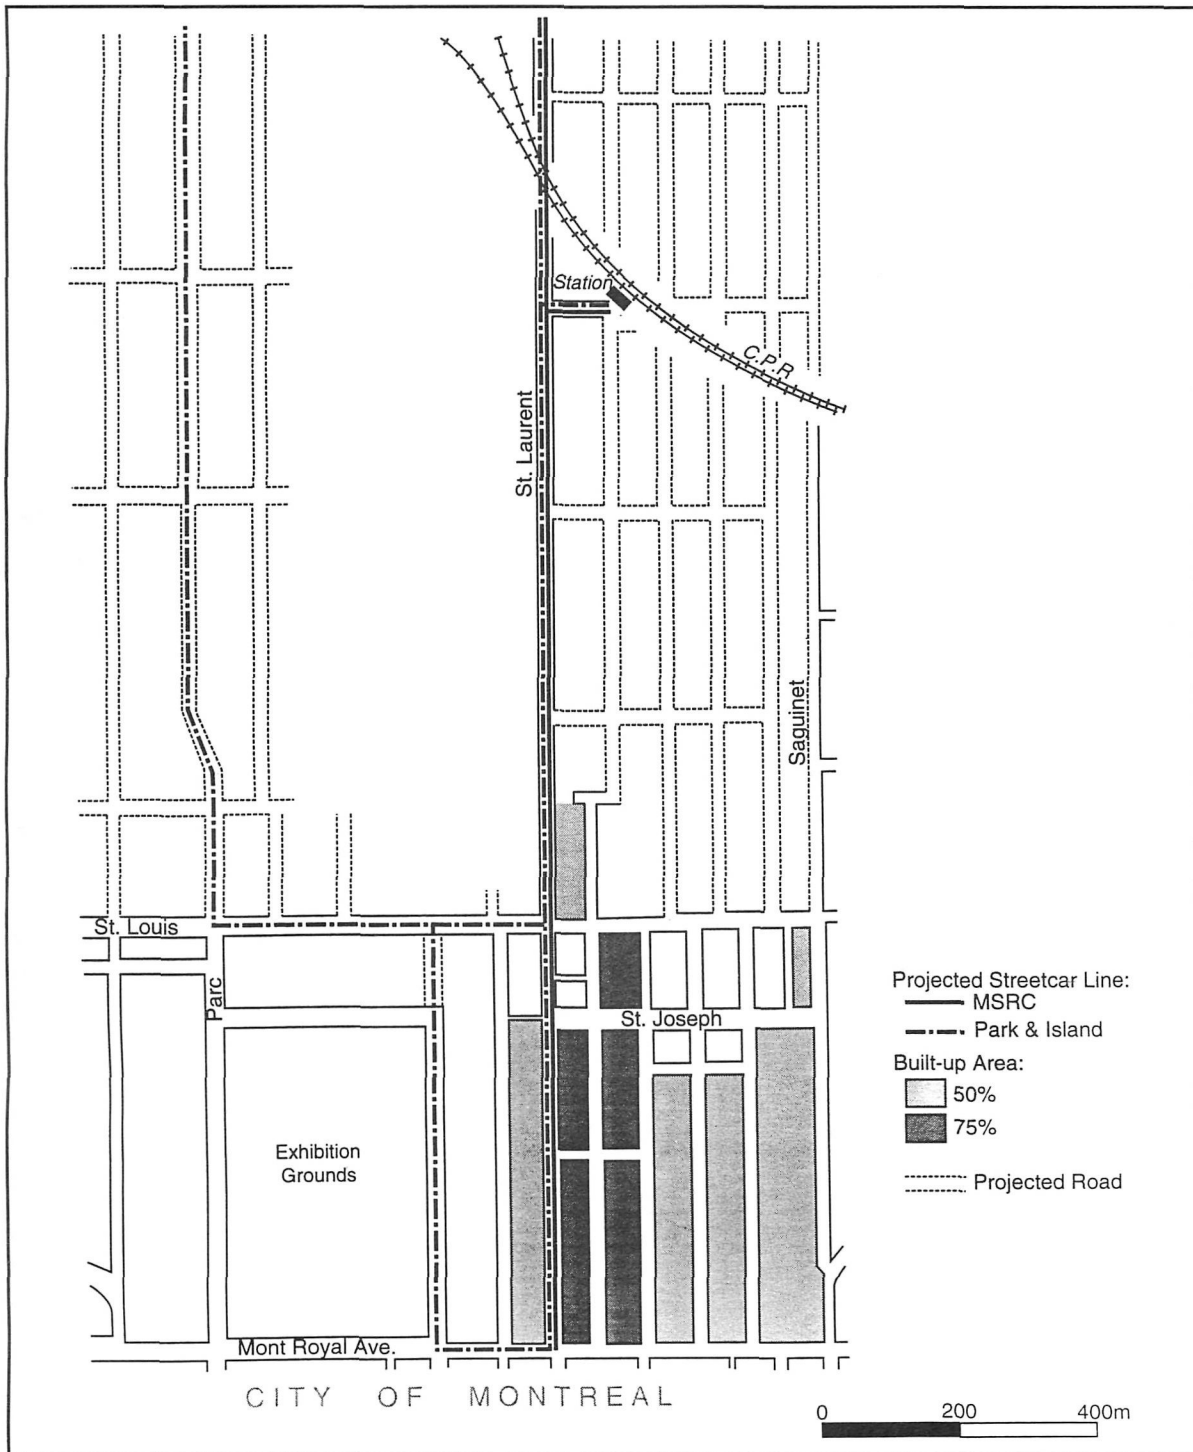 Station
C.P.R
St. Laurent
Saguinet
St. Louis
Parc
St. Joseph
Exhibition
Grounds
Mont Royal Ave.
CITY OF MONTREAL
Projected Streetcar Line:
MSRC
Park & Island
Built-up Area:
50%
75%
Projected Road
0 200 400m